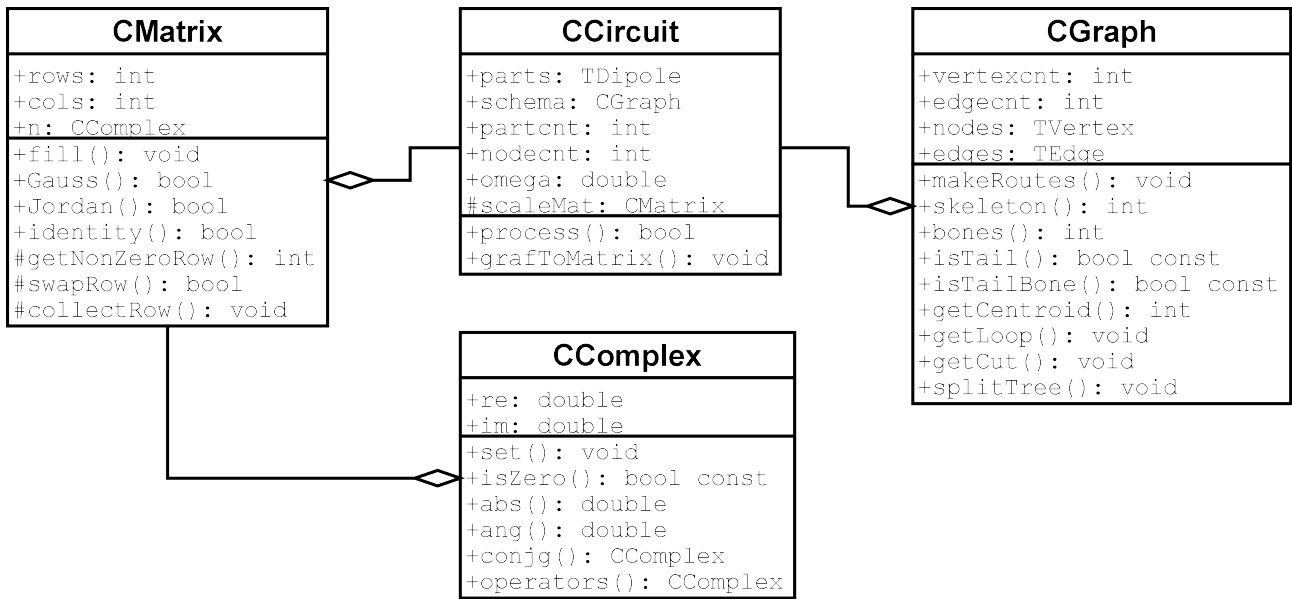 CMatrix
+rows: int
+cols: int
+n: CComplex
+fill(): void
+Gauss(): bool
+Jordan(): bool
+identity(): bool
#getNonZeroRow(): int
#swapRow(): bool
#collectRow(): void
CCircuit
+parts: TDipole
+schema: CGraph
+partcnt: int
+nodecnt: int
+omega: double
#scaleMat: CMatrix
+process(): bool
+grafToMatrix(): void
CGraph
+vertexcnt: int
+edgecnt: int
+nodes: TVertex
+edges: TEdge
+makeRoutes(): void
+skeleton(): int
+bones(): int
+isTail(): bool const
+isTailBone(): bool const
+getCentroid(): int
+getLoop(): void
+getCut(): void
+splitTree(): void
CComplex
+re: double
+im: double
+set(): void
+isZero(): bool const
+abs(): double
+ang(): double
+conjg(): CComplex
+operators(): CComplex